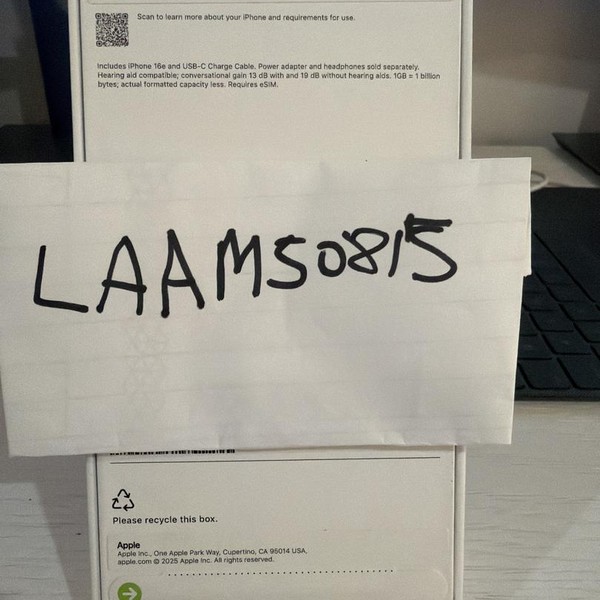 Scan to learn more about your iPhone and requirements for use.
Includes iPhone 16e and USB-C Charge Cable. Power adapter and headphones sold separately.
Hearing aid compatible; conversational gain 13 dB with and 19 dB without hearing aids. 1GB = 1 billion
bytes; actual formatted capacity less. Requires eSIM.
LAAMS0815
Please recycle this box.
Apple
Apple Inc., One Apple Park Way, Cupertino, CA 95014 USA.
apple.com © 2025 Apple Inc. All rights reserved.